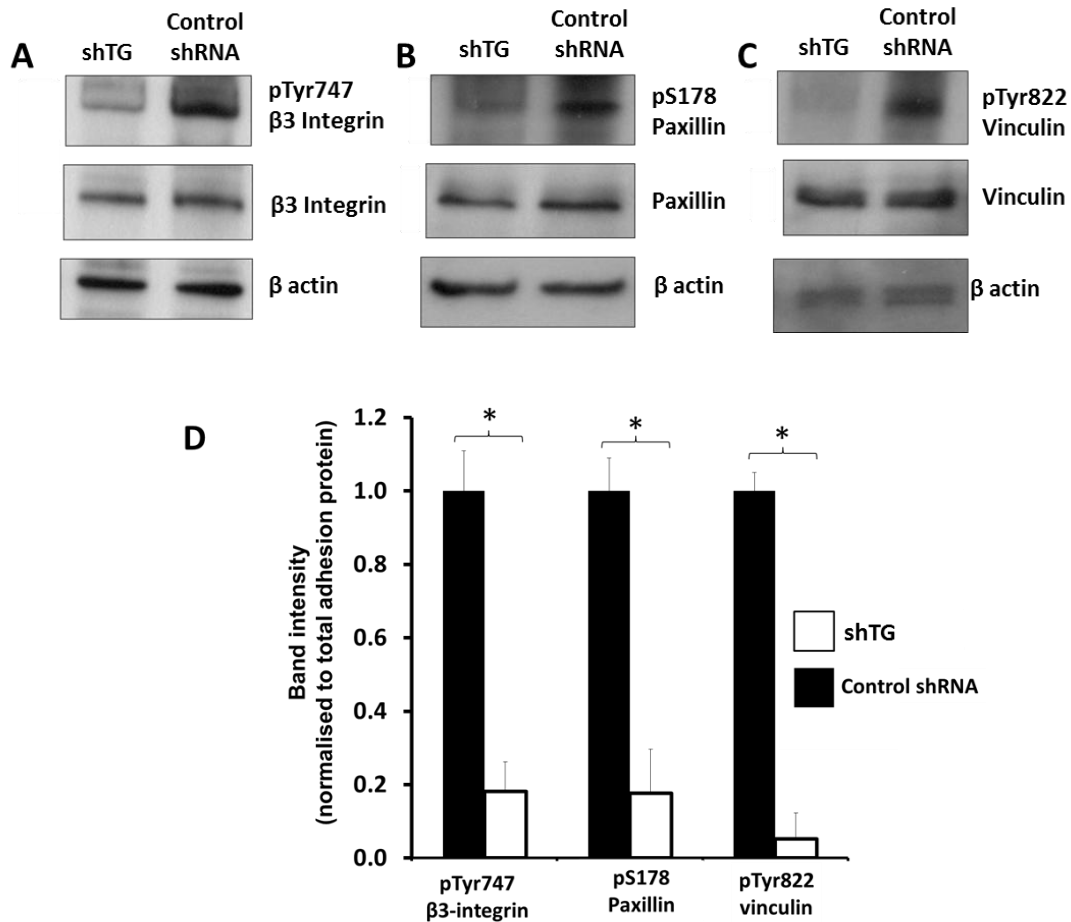 A
shTG
Control
shRNA
pTyr747
β3 Integrin
β3 Integrin
β actin
B
shTG
Control
shRNA
pS178
Paxillin
Paxillin
β actin
C
shTG
Control
shRNA
pTyr822
Vinculin
Vinculin
β actin
D
Band intensity
(normalised to total adhesion protein)
1.2
1.0
0.8
0.6
0.4
0.2
0.0
*
*
*
shTG
Control shRNA
pTyr747
β3-integrin
pS178
Paxillin
pTyr822
vinculin